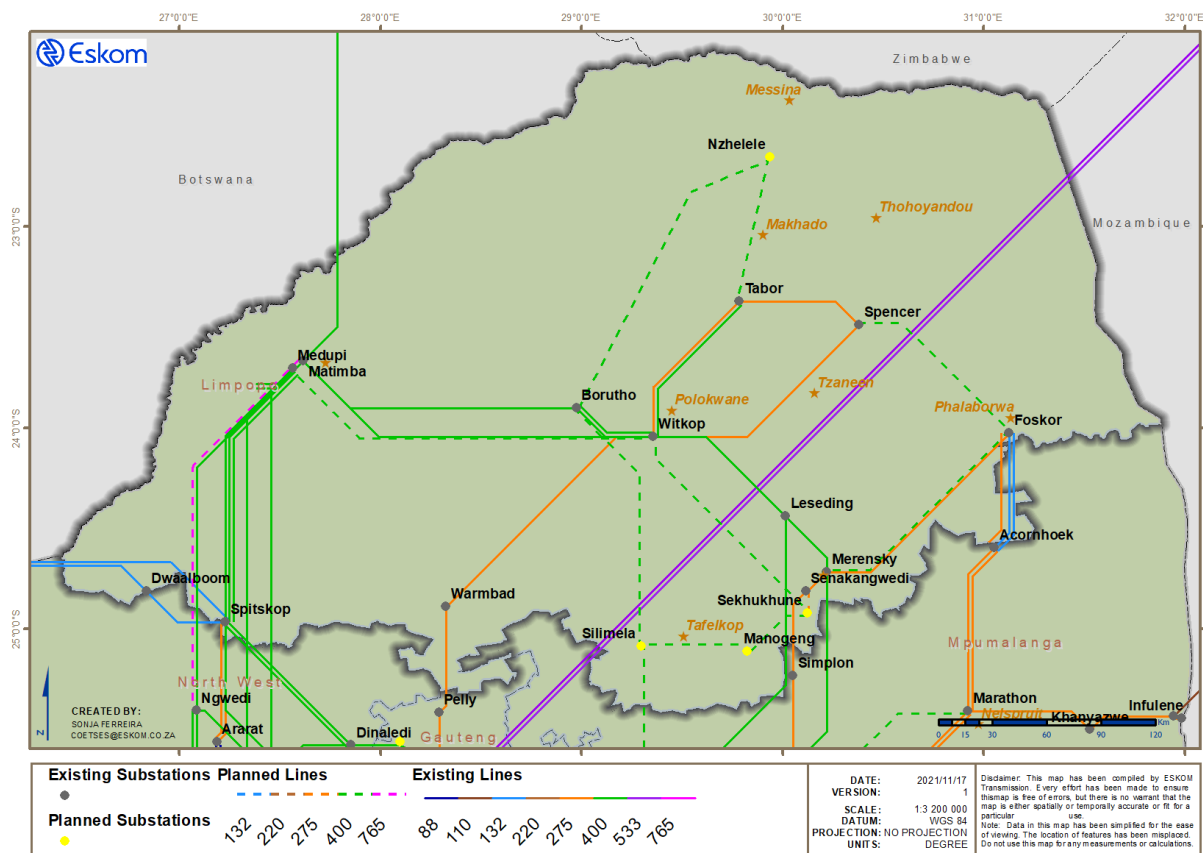 27°0'0"E 28°0'0"E 29°0'0"E 30°0'0"E 31°0'0"E 32°0'0"E
Eskom
Zimbabwe
Messina
Nzhelele
Botswana
Thohoyandou
Makhado
Mozambique
23°0'0"S
Tabor
Spencer
Medupi
Matimba
Limpopo
Tzaneen
Borutho
Polokwane
Phalaborwa
Foskor
Witkop
24°0'0"S
Leseding
Acornhoek
Merensky
Senakangwedi
Dwaalboom
Warmbad
Sekhukhune
Spitskop
Tafelkop
Silimela
Manogeng
25°0'0"S
Mpumalanga
Simplon
North West
Ngwedi
Pelly
Marathon
CREATED BY:
SONJA FERREIRA
COETSES@ESKOM.CO.ZA
Infulene
Nelspruit
Khanyazwe
Ararat
Dinaledi
Gauteng
Km
0 15 30 60 90 120
N
Existing Substations Planned Lines Existing Lines
Planned Substations
132 220 275 400 765
88 110 132 220 275 400 533 765
DATE: 2021/11/17
VERSION: 1
SCALE: 1:3 200 000
DATUM: WGS 84
PROJECTION: NO PROJECTION
UNITS: DEGREE
Disclaimer: This map has been compiled by ESKOM
Transmission. Every effort has been made to ensure
thismap is free of errors, but there is no warrant that the
map is either spatially or temporally accurate or fit for a
particular use.
Note: Data in this map has been simplified for the ease
of viewing. The location of features has been misplaced.
Do not use this map for any measurements or calculations.